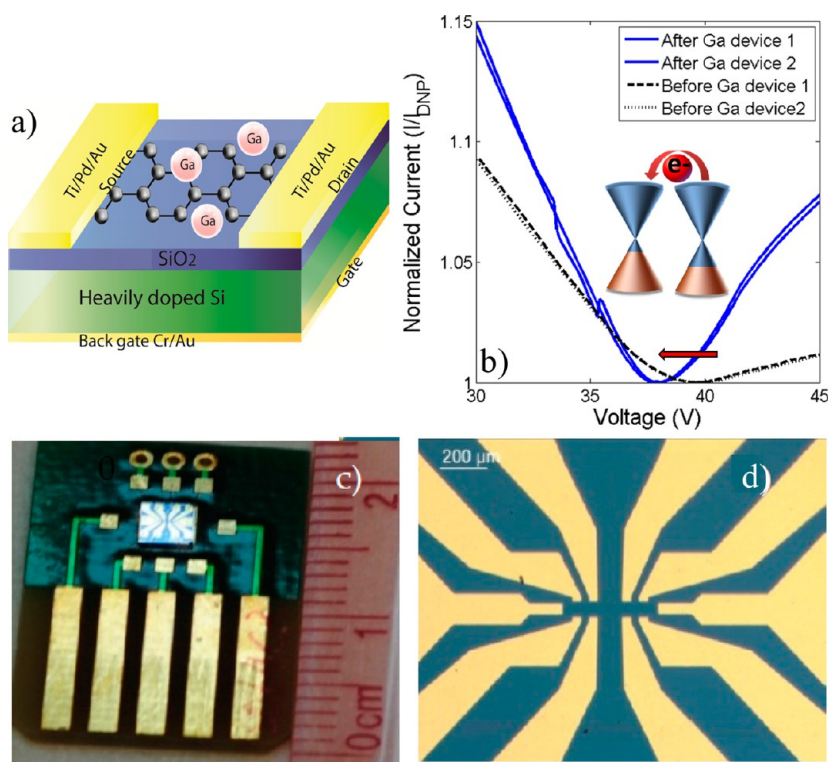 a)
Ti/Pd/Au
Source
Ga
Ga
Ga
Ti/Pd/Au
Drain
SiO2
Gate
Heavily doped Si
Back gate Cr/Au
1.15
1.1
1.05
1
Normalized Current (I/I_DNP)
After Ga device 1
After Ga device 2
Before Ga device 1
Before Ga device2
e-
b)
30
35
40
45
Voltage (V)
0
c)
2
1
0cm
200 µm
d)